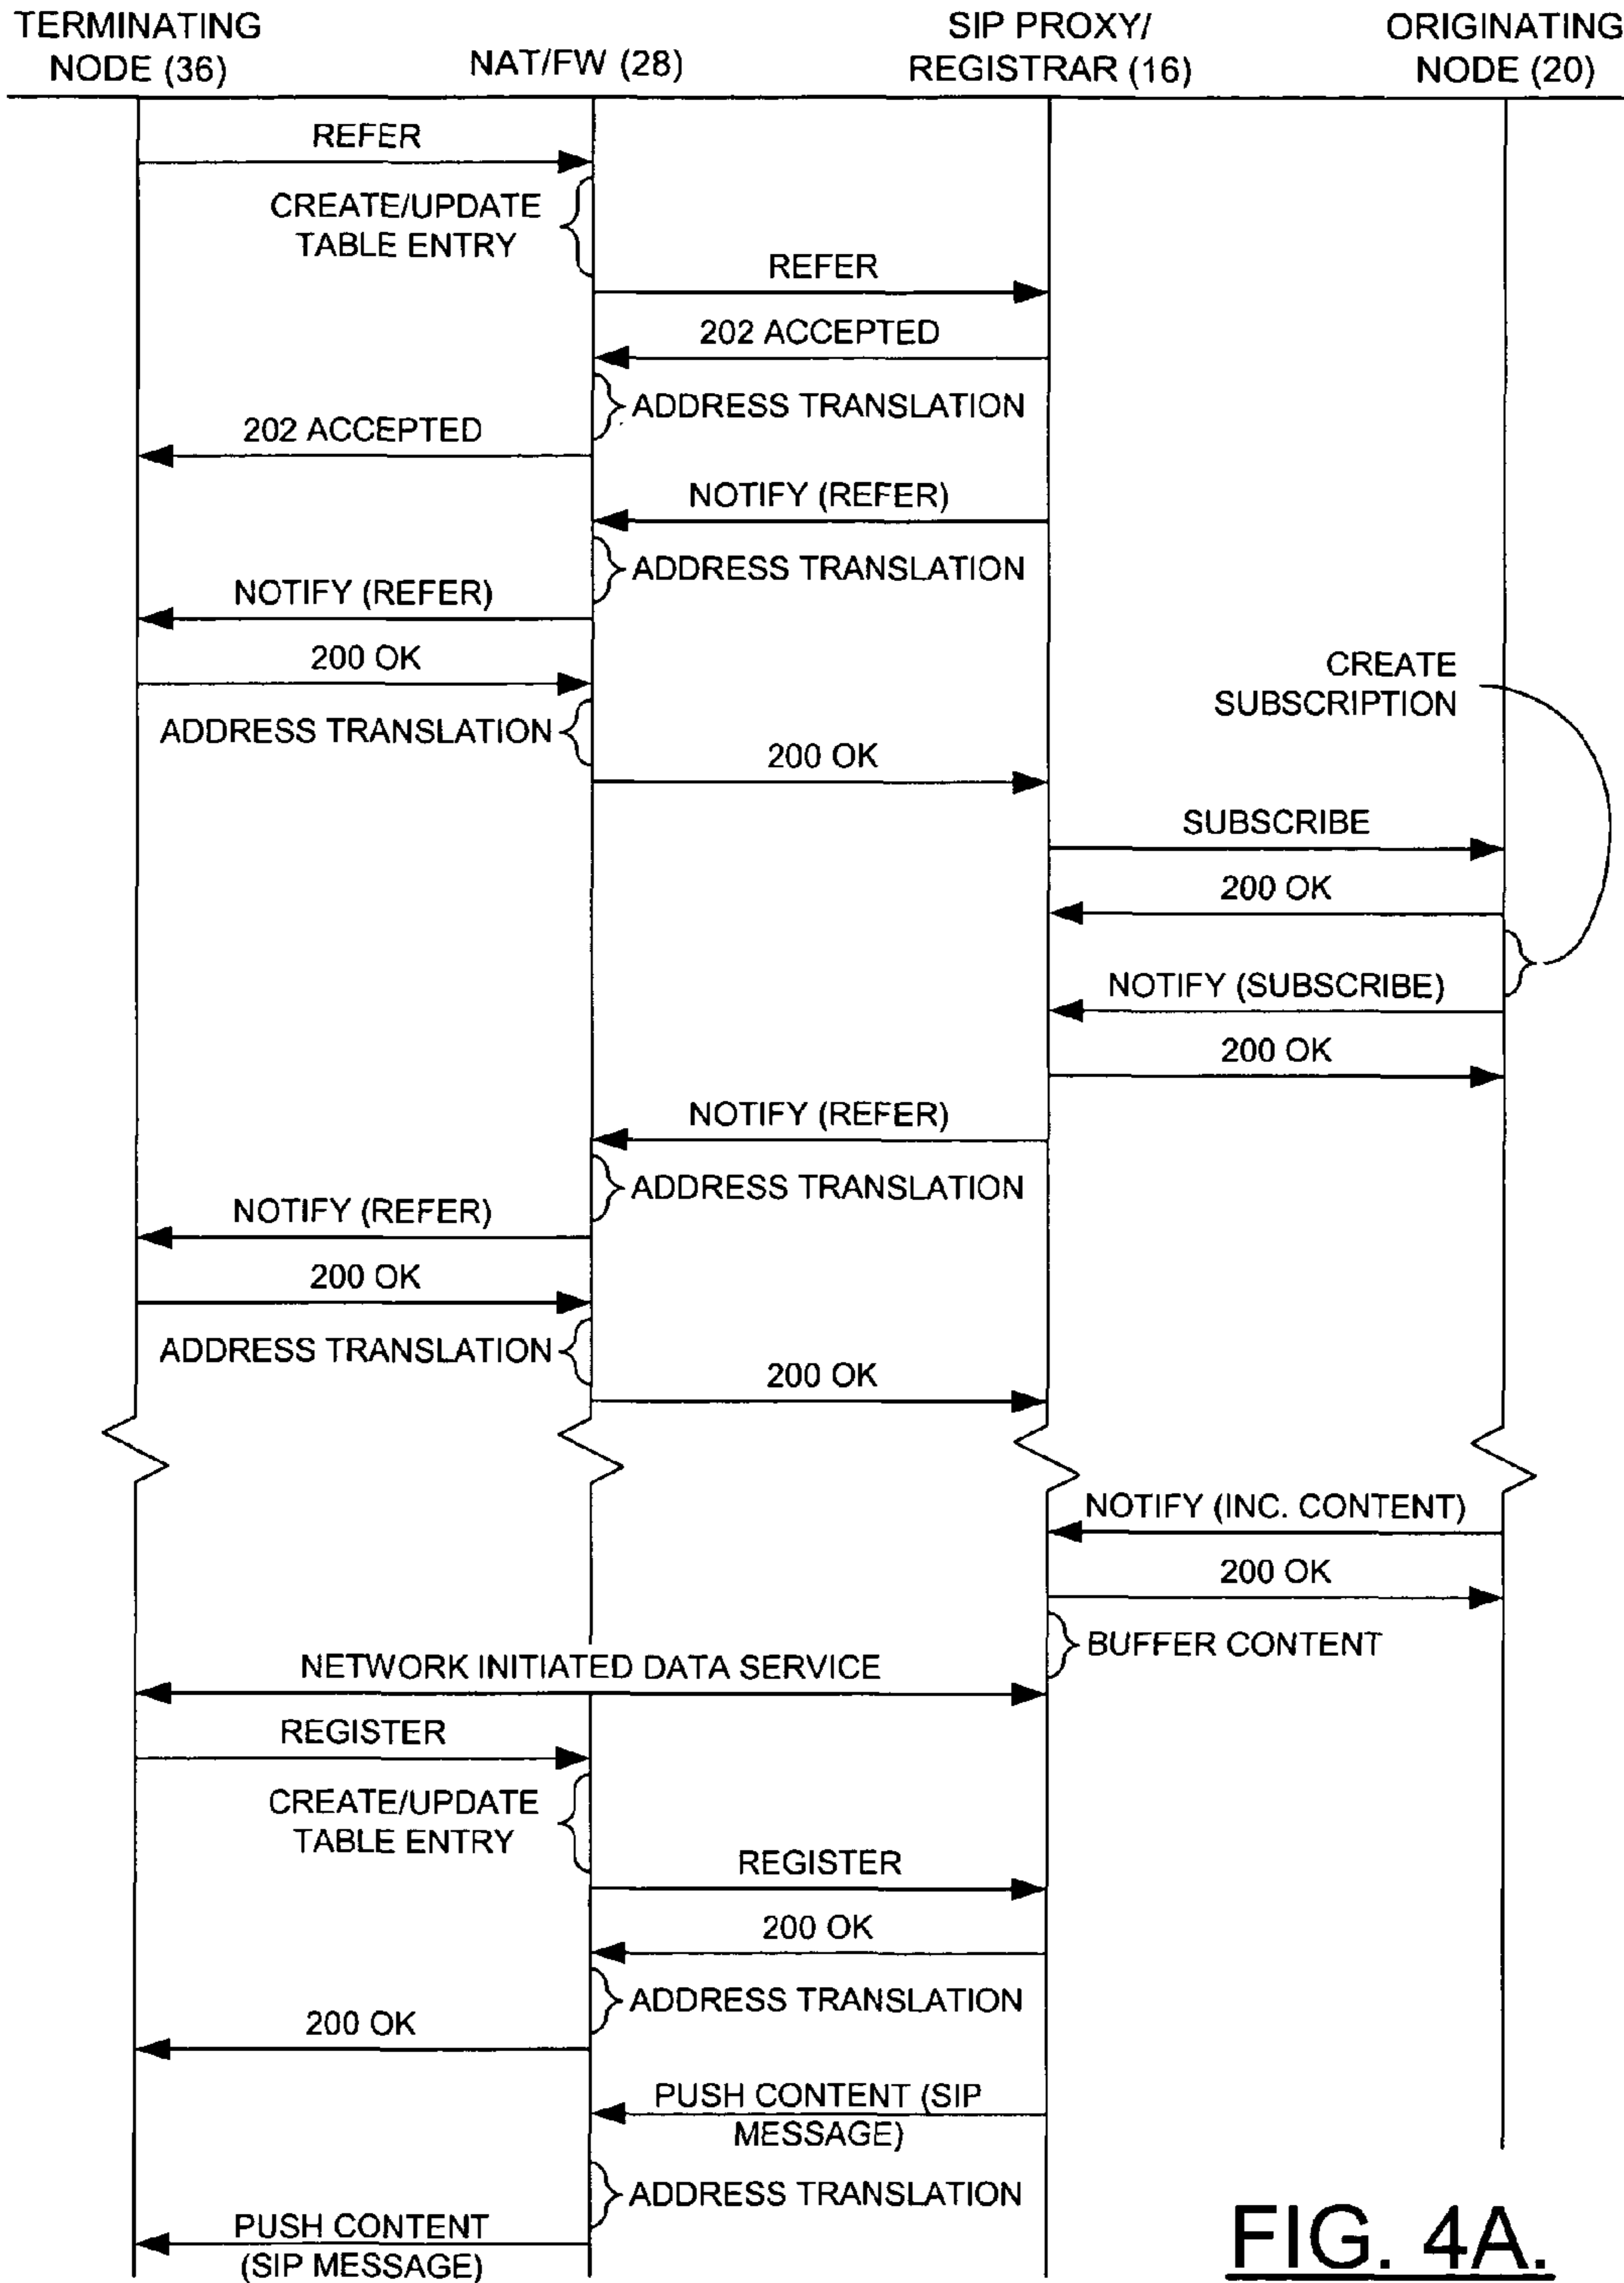 TERMINATING
NODE (36)
NAT/FW (28)
SIP PROXY/
REGISTRAR (16)
ORIGINATING
NODE (20)
REFER
CREATE/UPDATE
TABLE ENTRY
REFER
202 ACCEPTED
ADDRESS TRANSLATION
202 ACCEPTED
NOTIFY (REFER)
ADDRESS TRANSLATION
NOTIFY (REFER)
200 OK
CREATE
SUBSCRIPTION
ADDRESS TRANSLATION
200 OK
SUBSCRIBE
200 OK
NOTIFY (SUBSCRIBE)
200 OK
NOTIFY (REFER)
ADDRESS TRANSLATION
NOTIFY (REFER)
200 OK
ADDRESS TRANSLATION
200 OK
NOTIFY (INC. CONTENT)
200 OK
BUFFER CONTENT
NETWORK INITIATED DATA SERVICE
REGISTER
CREATE/UPDATE
TABLE ENTRY
REGISTER
200 OK
ADDRESS TRANSLATION
200 OK
PUSH CONTENT (SIP
MESSAGE)
ADDRESS TRANSLATION
PUSH CONTENT
(SIP MESSAGE)
FIG. 4A.